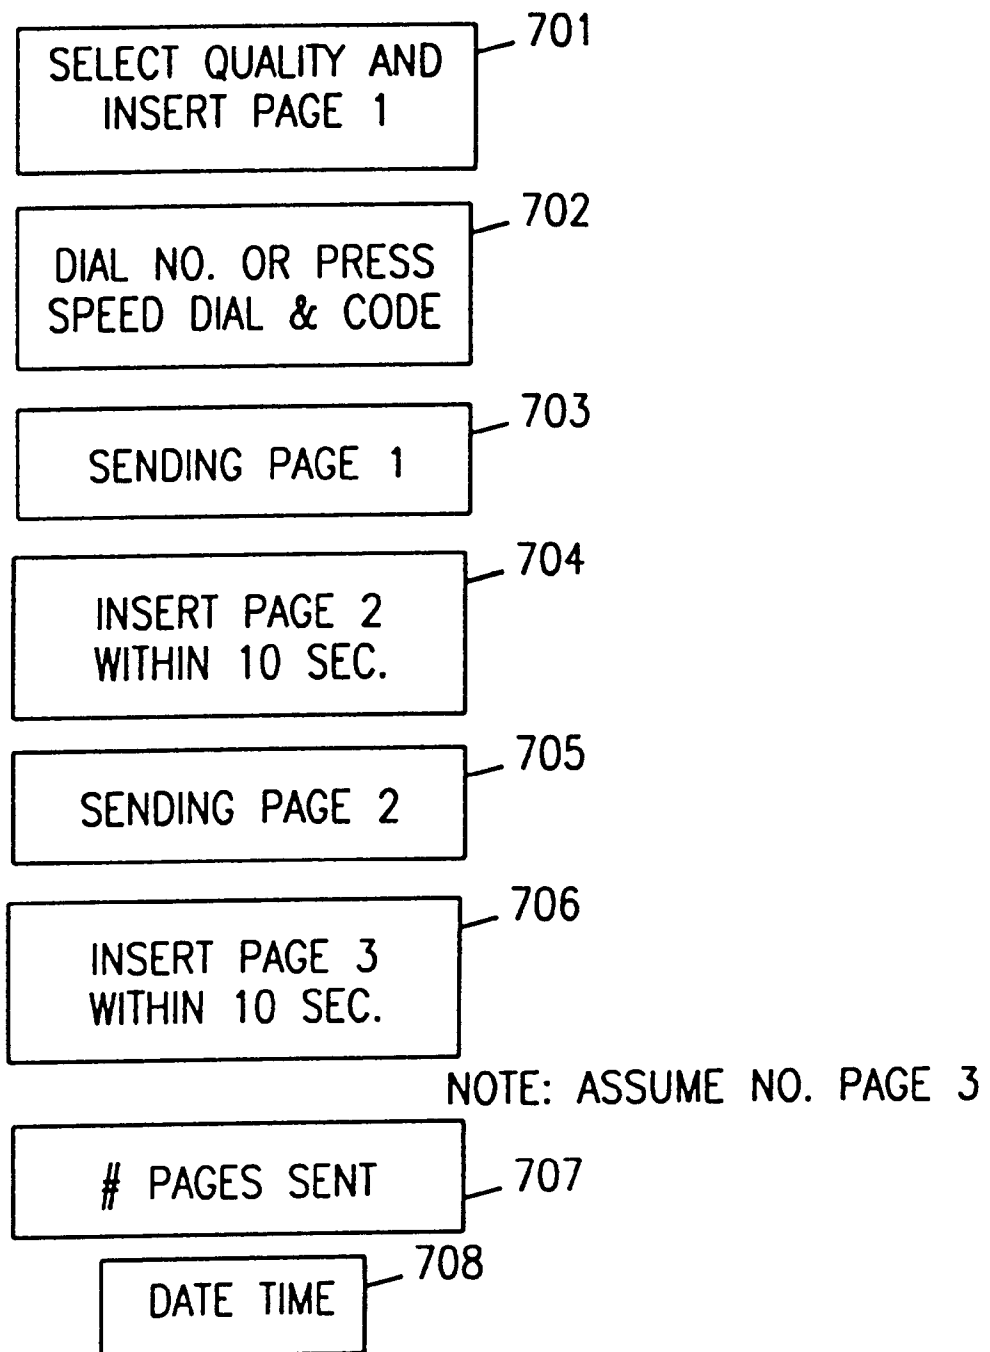 701
SELECT QUALITY AND
INSERT PAGE 1
702
DIAL NO. OR PRESS
SPEED DIAL & CODE
703
SENDING PAGE 1
704
INSERT PAGE 2
WITHIN 10 SEC.
705
SENDING PAGE 2
706
INSERT PAGE 3
WITHIN 10 SEC.
NOTE: ASSUME NO. PAGE 3
# PAGES SENT
707
708
DATE TIME